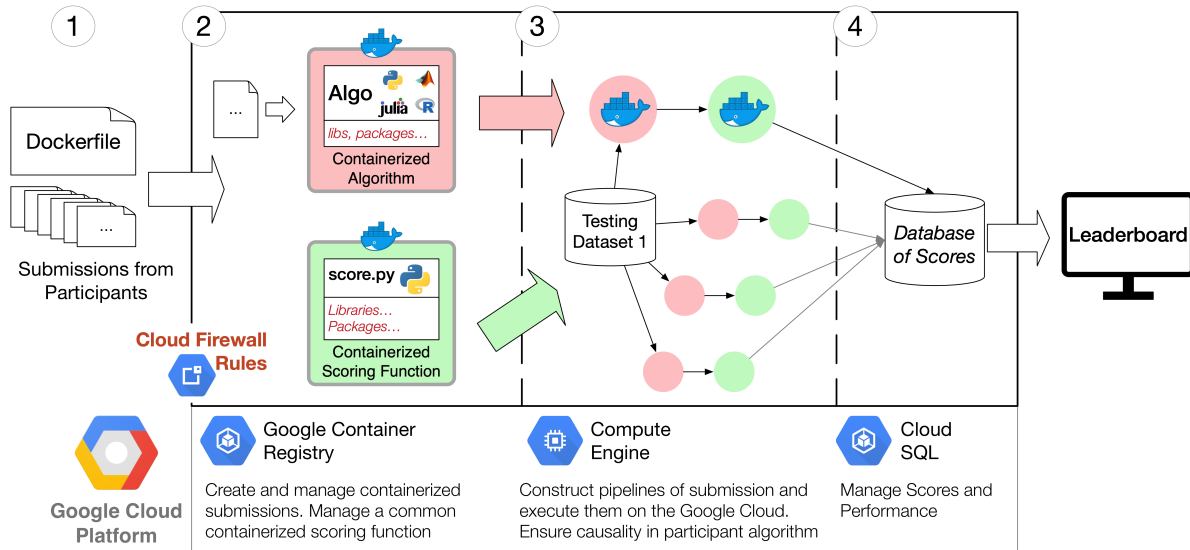 1
2
3
4
Dockerfile
...
Submissions from
Participants
...
Algo
julia
R
libs, packages...
Containerized
Algorithm
score.py
Libraries...
Packages...
Containerized
Scoring Function
Testing
Dataset 1
Database
of Scores
Leaderboard
Cloud Firewall
Rules
Google Cloud
Platform
Google Container
Registry
Create and manage containerized
submissions. Manage a common
containerized scoring function
Compute
Engine
Construct pipelines of submission and
execute them on the Google Cloud.
Ensure causality in participant algorithm
Cloud
SQL
Manage Scores and
Performance